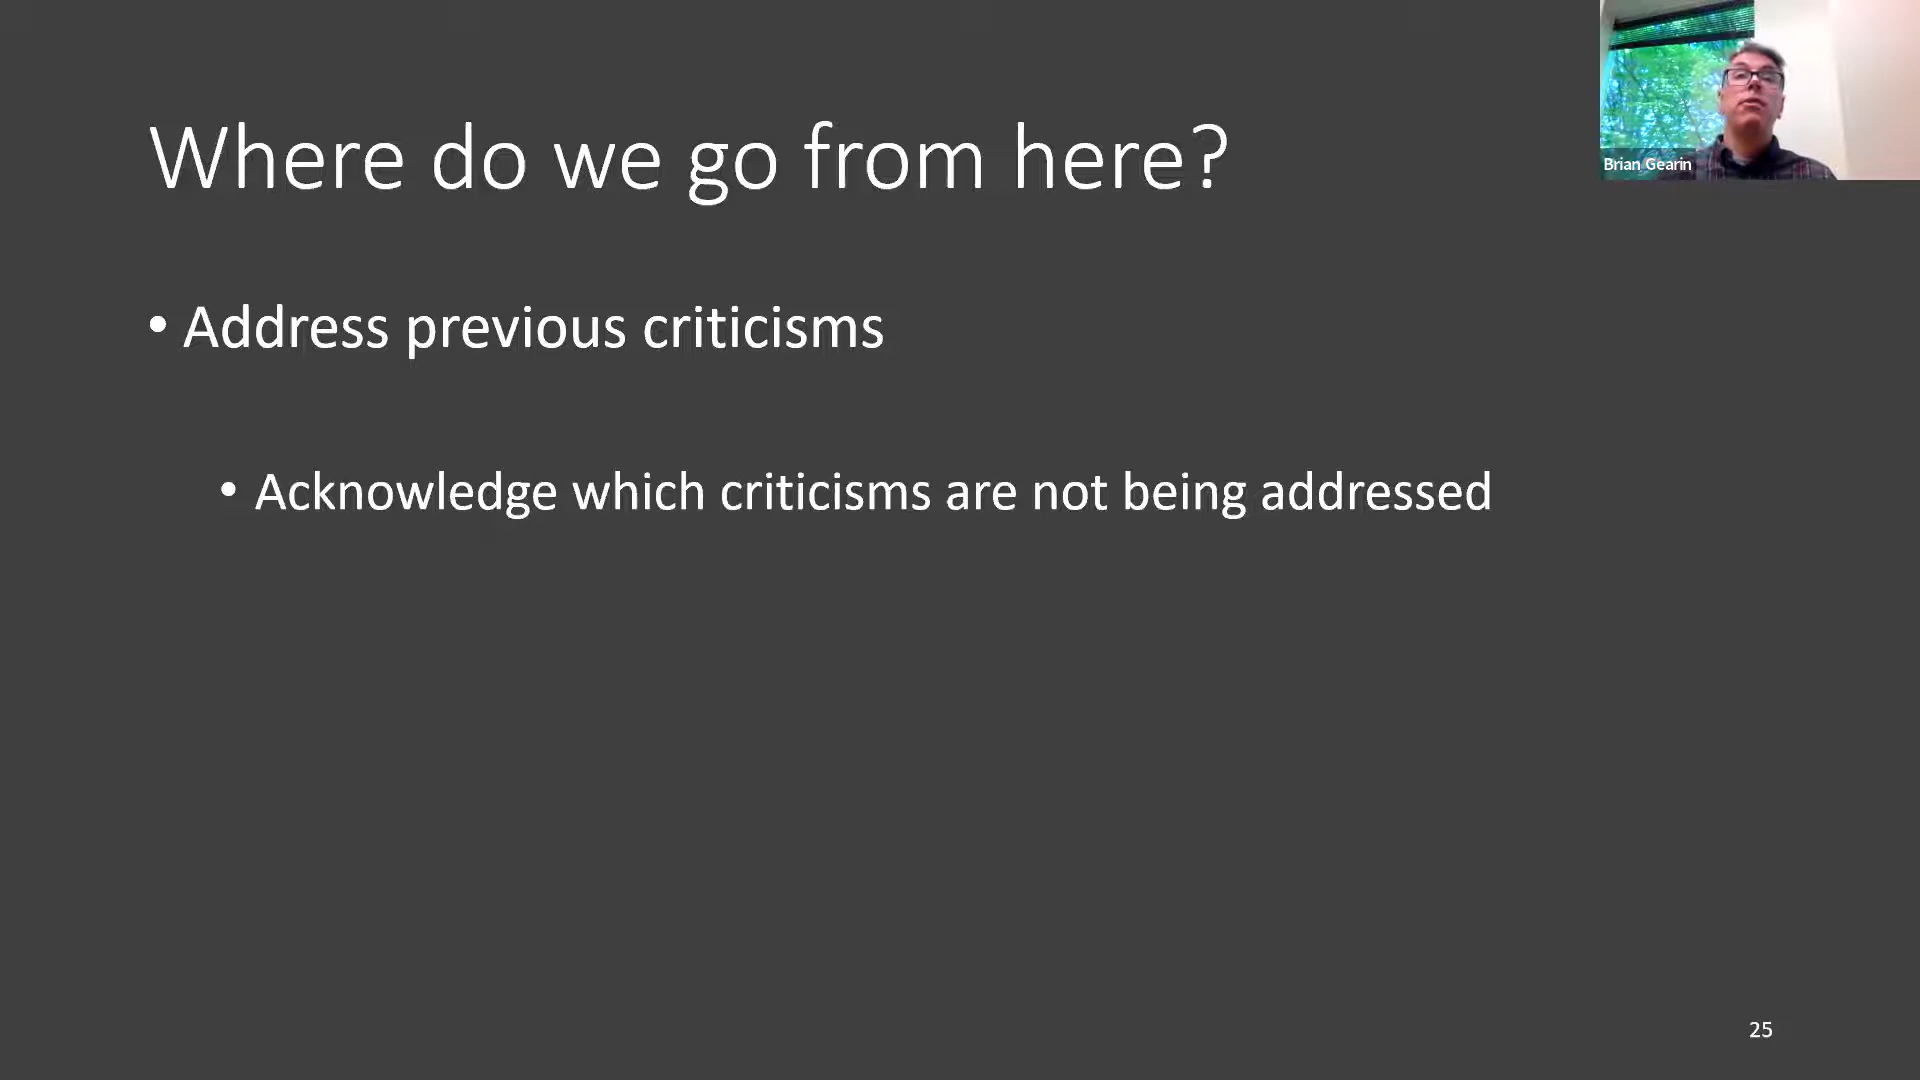 Where do we go from here?
Brian Gearin
• Address previous criticisms
• Acknowledge which criticisms are not being addressed
25